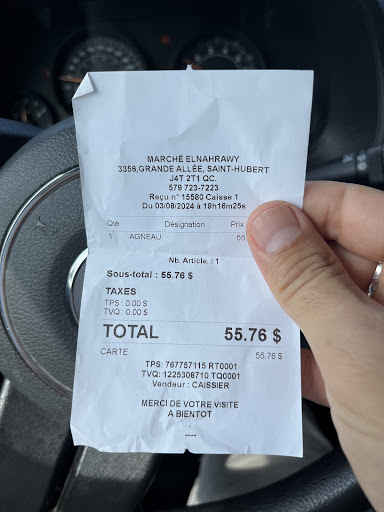 MARCHÉ ELNAHRAWY
3356,GRANDE ALLÉE, SAINT-HUBERT
J4T 2T1 QC.
579 723-7223
Reçu n° 15580 Caisse 1
Du 03/08/2024 à 19h16m25s
Qté Désignation Prix
1 AGNEAU 55
Nb. Article. : 1
Sous-total : 55.76 $
TAXES
TPS : 0.00 $
TVQ : 0.00 $
TOTAL 55.76 $
CARTE 55.76 $
TPS: 767757115 RT0001
TVQ: 1225306710 TQ0001
Vendeur : CAISSIER
MERCI DE VOTRE VISITE
A BIENTOT
----